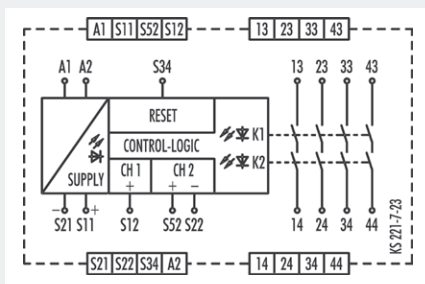 A1 S11 S52 S12 13 23 33 43
A1 A2 S34 13 23 33 43
RESET
CONTROL-LOGIC
K1
K2
CH 1 CH 2
SUPPLY + + −
− +
S21 S11 S12 S52 S22 14 24 34 44
KS 221-7-23
S21 S22 S34 A2 14 24 34 44